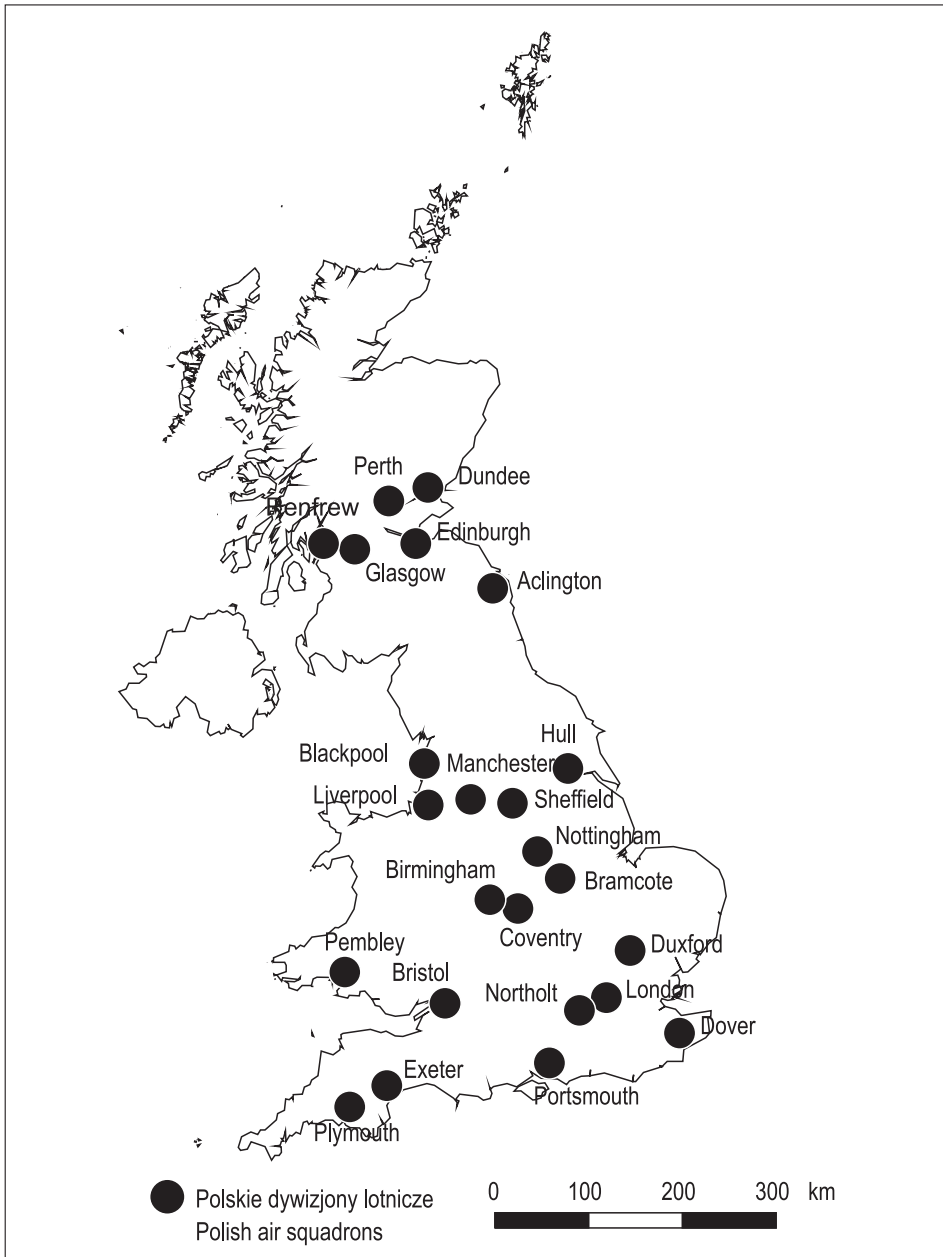 Perth
Dundee
Renfrew
Edinburgh
Glasgow
Aclington
Hull
Blackpool
Manchester
Liverpool
Sheffield
Nottingham
Birmingham
Bramcote
Coventry
Pembley
Duxford
Bristol
Northolt
London
Dover
Exeter
Portsmouth
Plymouth
Polskie dywizjony lotnicze
Polish air squadrons
0 100 200 300 km